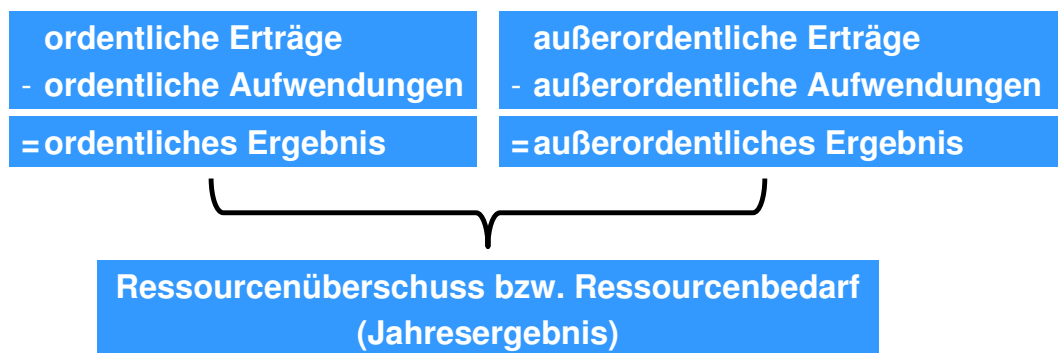 ordentliche Erträge
- ordentliche Aufwendungen
= ordentliches Ergebnis
außerordentliche Erträge
- außerordentliche Aufwendungen
= außerordentliches Ergebnis
Ressourcenüberschuss bzw. Ressourcenbedarf
(Jahresergebnis)